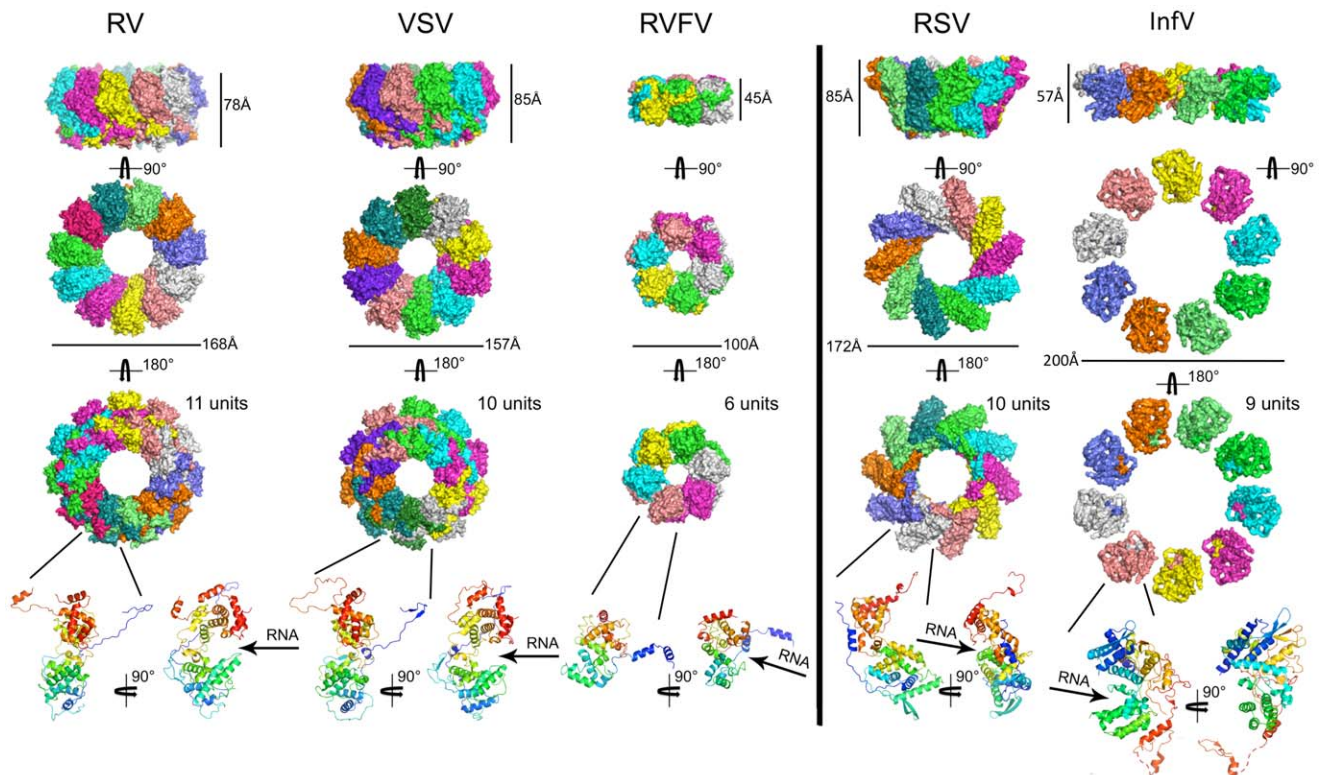 RV VSV RVFV RSV InfV
78Å 85Å 45Å 85Å 57Å
90° 90° 90° 90° 90°
168Å 157Å 100Å 172Å 200Å
180° 180° 180° 180° 180°
11 units 10 units 6 units 10 units 9 units
RNA RNA RNA RNA RNA
90° 90° 90° 90° 90°